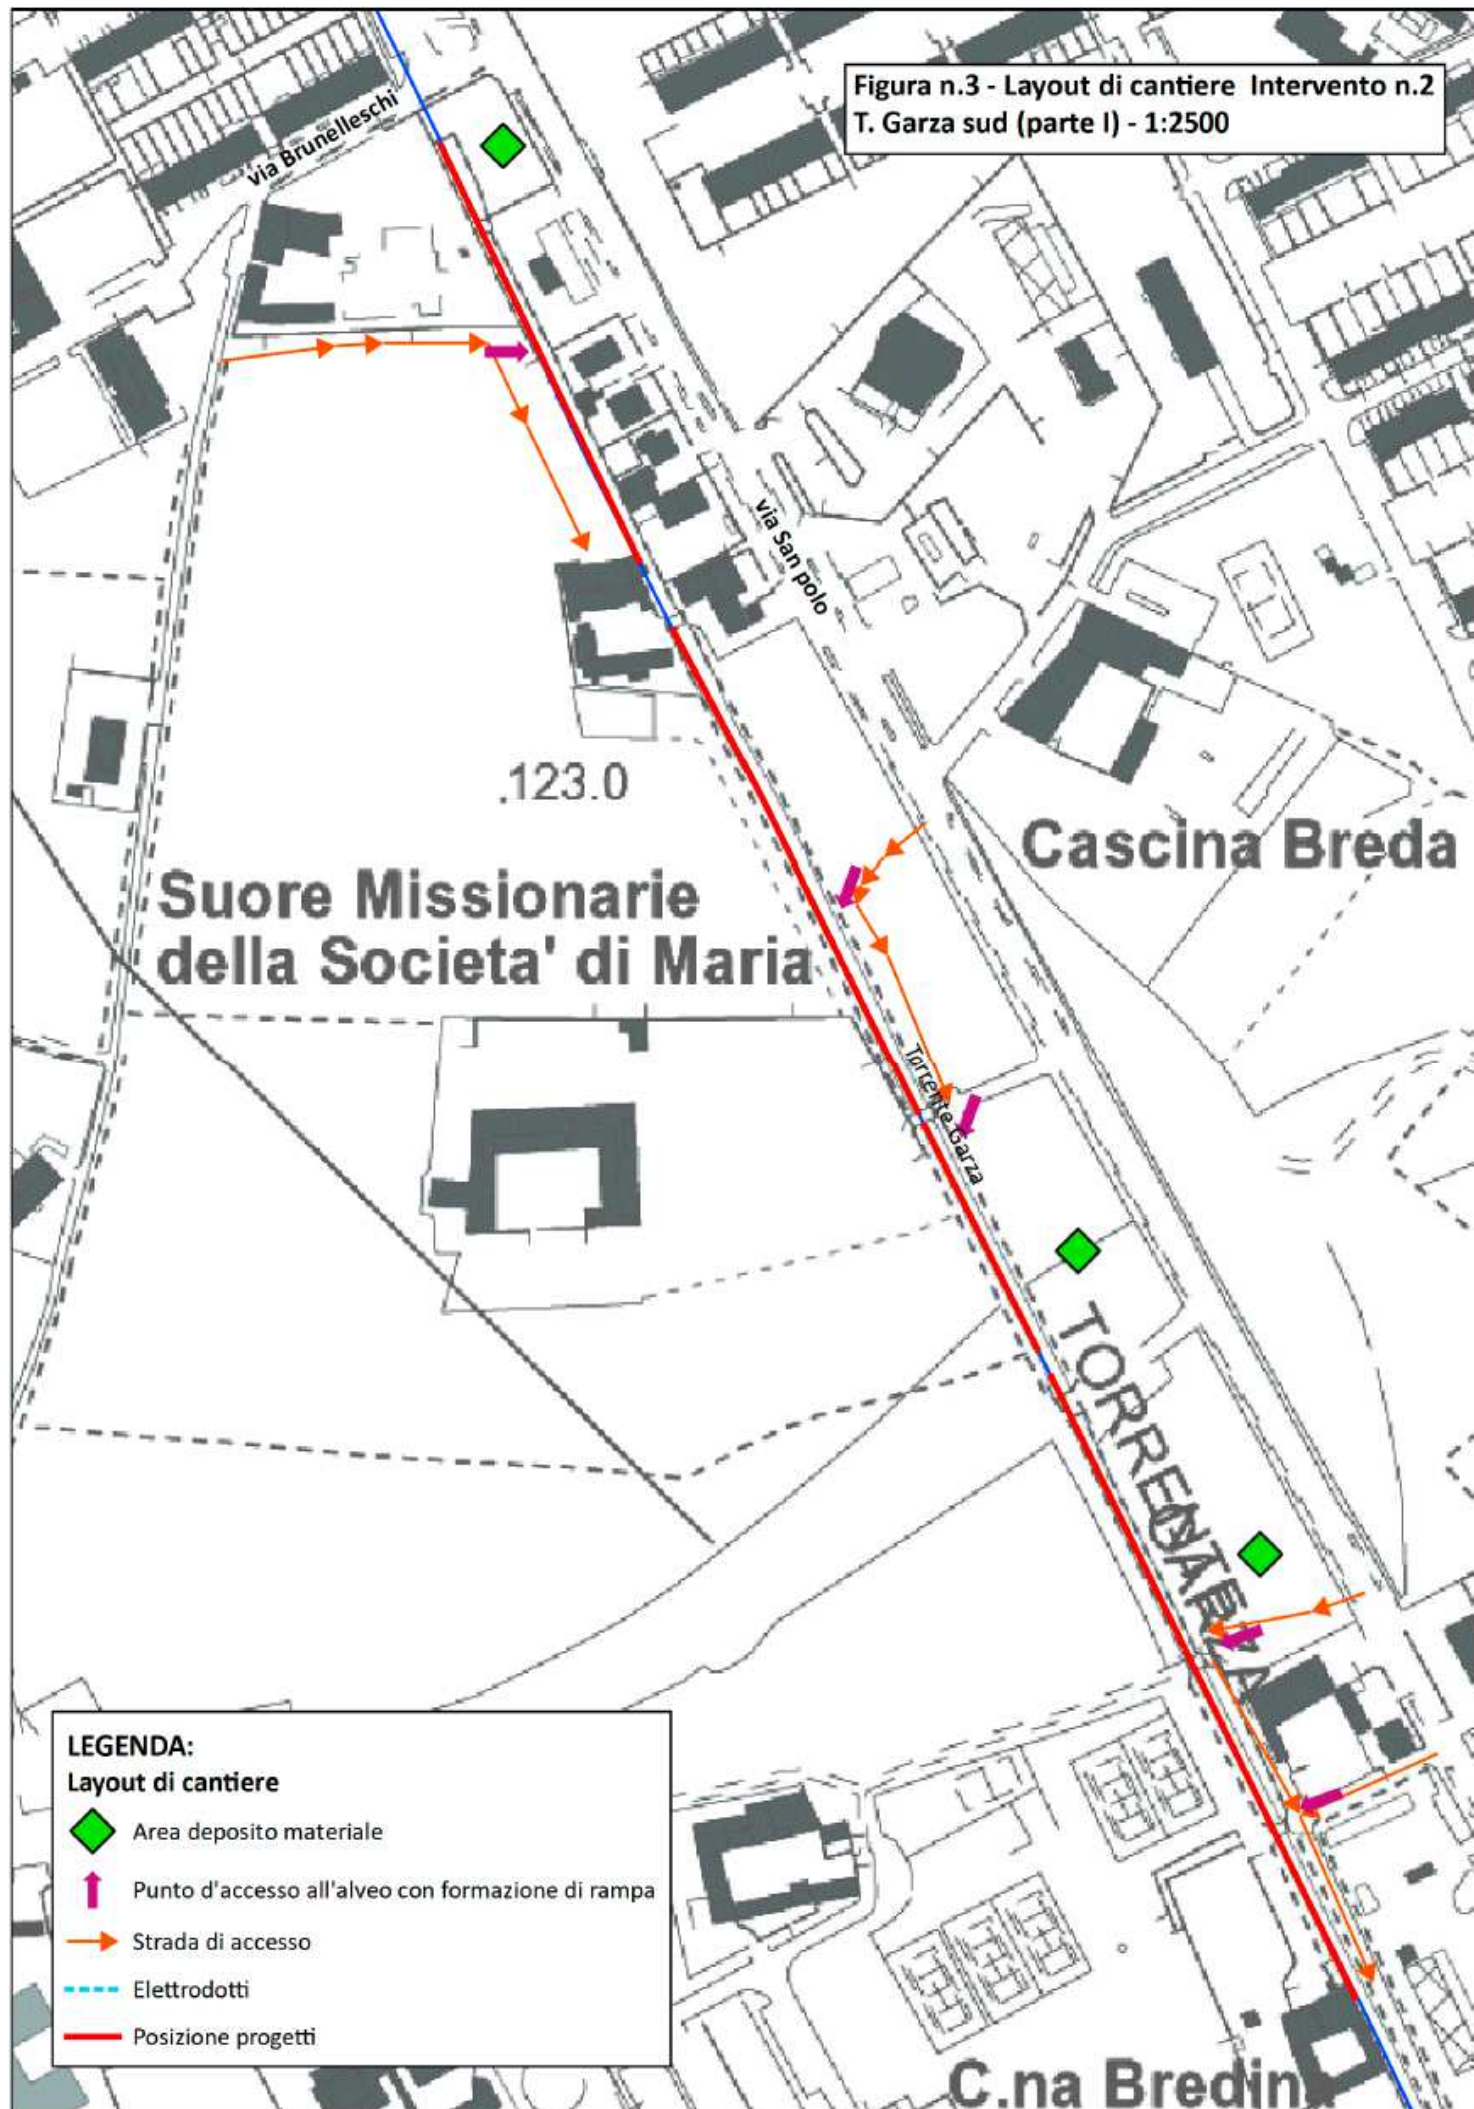 Figura n.3 - Layout di cantiere Intervento n.2
T. Garza sud (parte I) - 1:2500
via Brunelleschi
via San polo
.123.0
Cascina Breda
Suore Missionarie
della Societa' di Maria
Torrente Garza
TORRENTE
GARZA
LEGENDA:
Layout di cantiere
Area deposito materiale
Punto d'accesso all'alveo con formazione di rampa
Strada di accesso
Elettrodotti
Posizione progetti
C.na Bredina